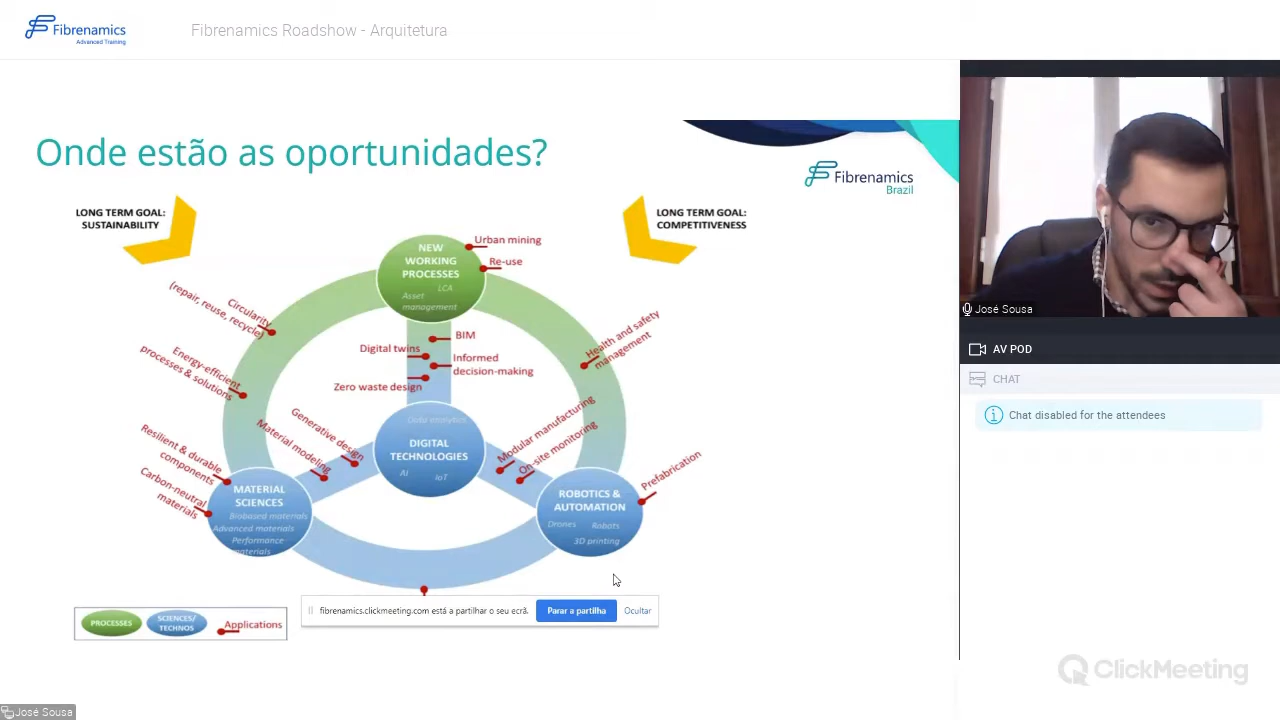 Fibrenamics
Advanced Training
Fibrenamics Roadshow - Arquitetura
Onde estão as oportunidades?
Fibrenamics
Brazil
LONG TERM GOAL:
SUSTAINABILITY
LONG TERM GOAL:
COMPETITIVENESS
NEW
WORKING
PROCESSES
LCA
Asset
management
Urban mining
Re-use
Circularity
(repair, reuse, recycle)
Energy-efficient
processes & solutions
Resilient & durable
components
Carbon-neutral
materials
BIM
Digital twins
Informed
decision-making
Zero waste design
Health and safety
management
Generative design
Material modeling
Modular manufacturing
On-site monitoring
Prefabrication
Data analytics
DIGITAL
TECHNOLOGIES
AI
IoT
MATERIAL
SCIENCES
Biobased materials
Advanced materials
Performance
materials
ROBOTICS &
AUTOMATION
Drones
Robots
3D printing
PROCESSES
SCIENCES/
TECHNOS
Applications
fibrenamics.clickmeeting.com está a partilhar o seu ecrã.
Parar a partilha
Ocultar
José Sousa
AV POD
CHAT
Chat disabled for the attendees
ClickMeeting
José Sousa